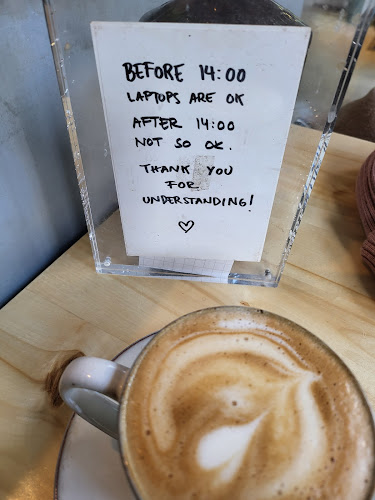 BEFORE 14:00
LAPTOPS ARE OK
AFTER 14:00
NOT SO OK.
THANK YOU
FOR
UNDERSTANDING!
♡